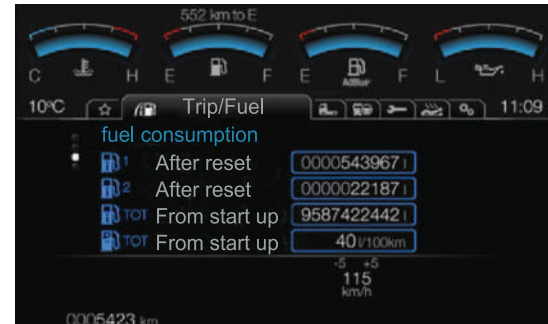 552 km to E
C H E F E AdBlue F L H
10°C Trip/Fuel 11:09
fuel consumption
1 After reset 0000543967 l
2 After reset 0000022187 l
TOT From start up 9587422442 l
TOT From start up 40 l/100km
-5 +5
115
km/h
0005423 km